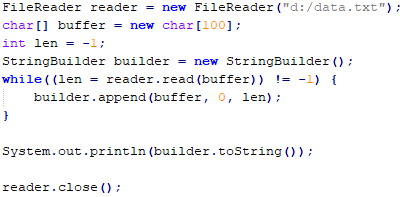 FileReader reader = new FileReader("d:/data.txt");
char[] buffer = new char[100];
int len = -1;
StringBuilder builder = new StringBuilder();
while((len = reader.read(buffer)) != -1) {
    builder.append(buffer, 0, len);
}
System.out.println(builder.toString());
reader.close();